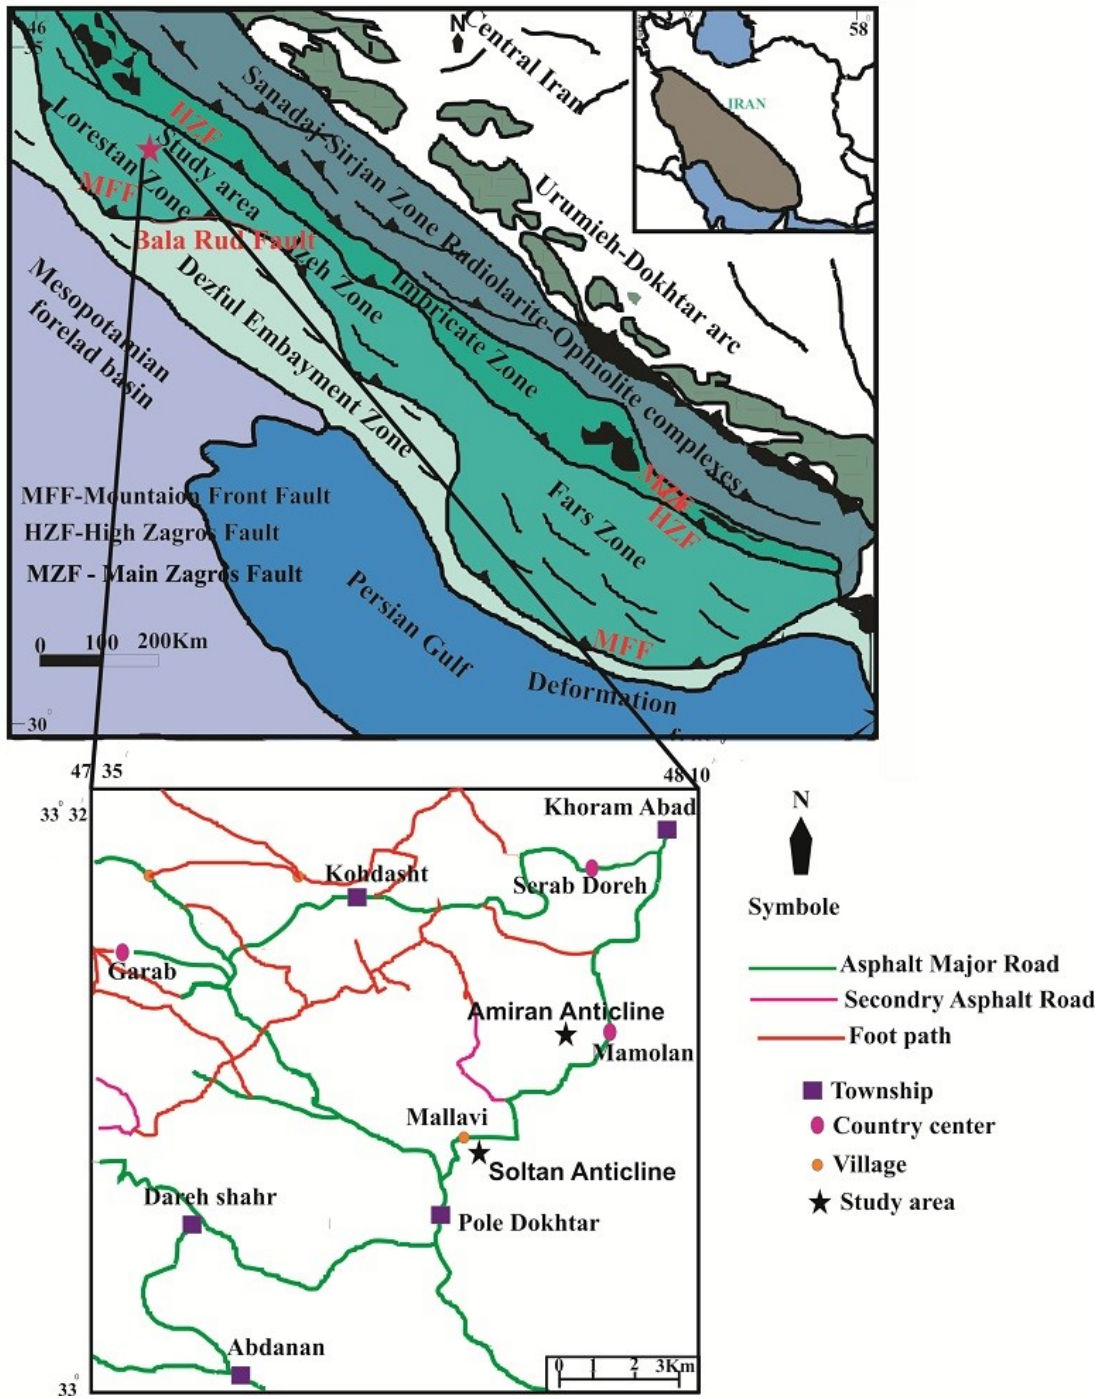 46
35
N
Central Iran
58
IRAN
HZF
Sanadaj-Sirjan Zone Radiolarite-Ophiolite complexes
Lorestan Zone
Study area
MFF
Bala Rud Fault
Urumieh-Dokhtar arc
zeh Zone
Imbricate Zone
Dezful Embayment Zone
Mesopotamian
forelad basin
MFF-Mountaion Front Fault
HZF-High Zagros Fault
MZF - Main Zagros Fault
MZF
HZF
Fars Zone
Persian Gulf
MFF
Deformation
0 100 200Km
30
47 35
48 10
33° 32
Khoram Abad
Serab Doreh
Kohdasht
Garab
Amiran Anticline
Mamolan
Mallavi
Soltan Anticline
Dareh shahr
Pole Dokhtar
Abdanan
33°
0 1 2 3Km
N
Symbole
Asphalt Major Road
Secondry Asphalt Road
Foot path
Township
Country center
Village
Study area